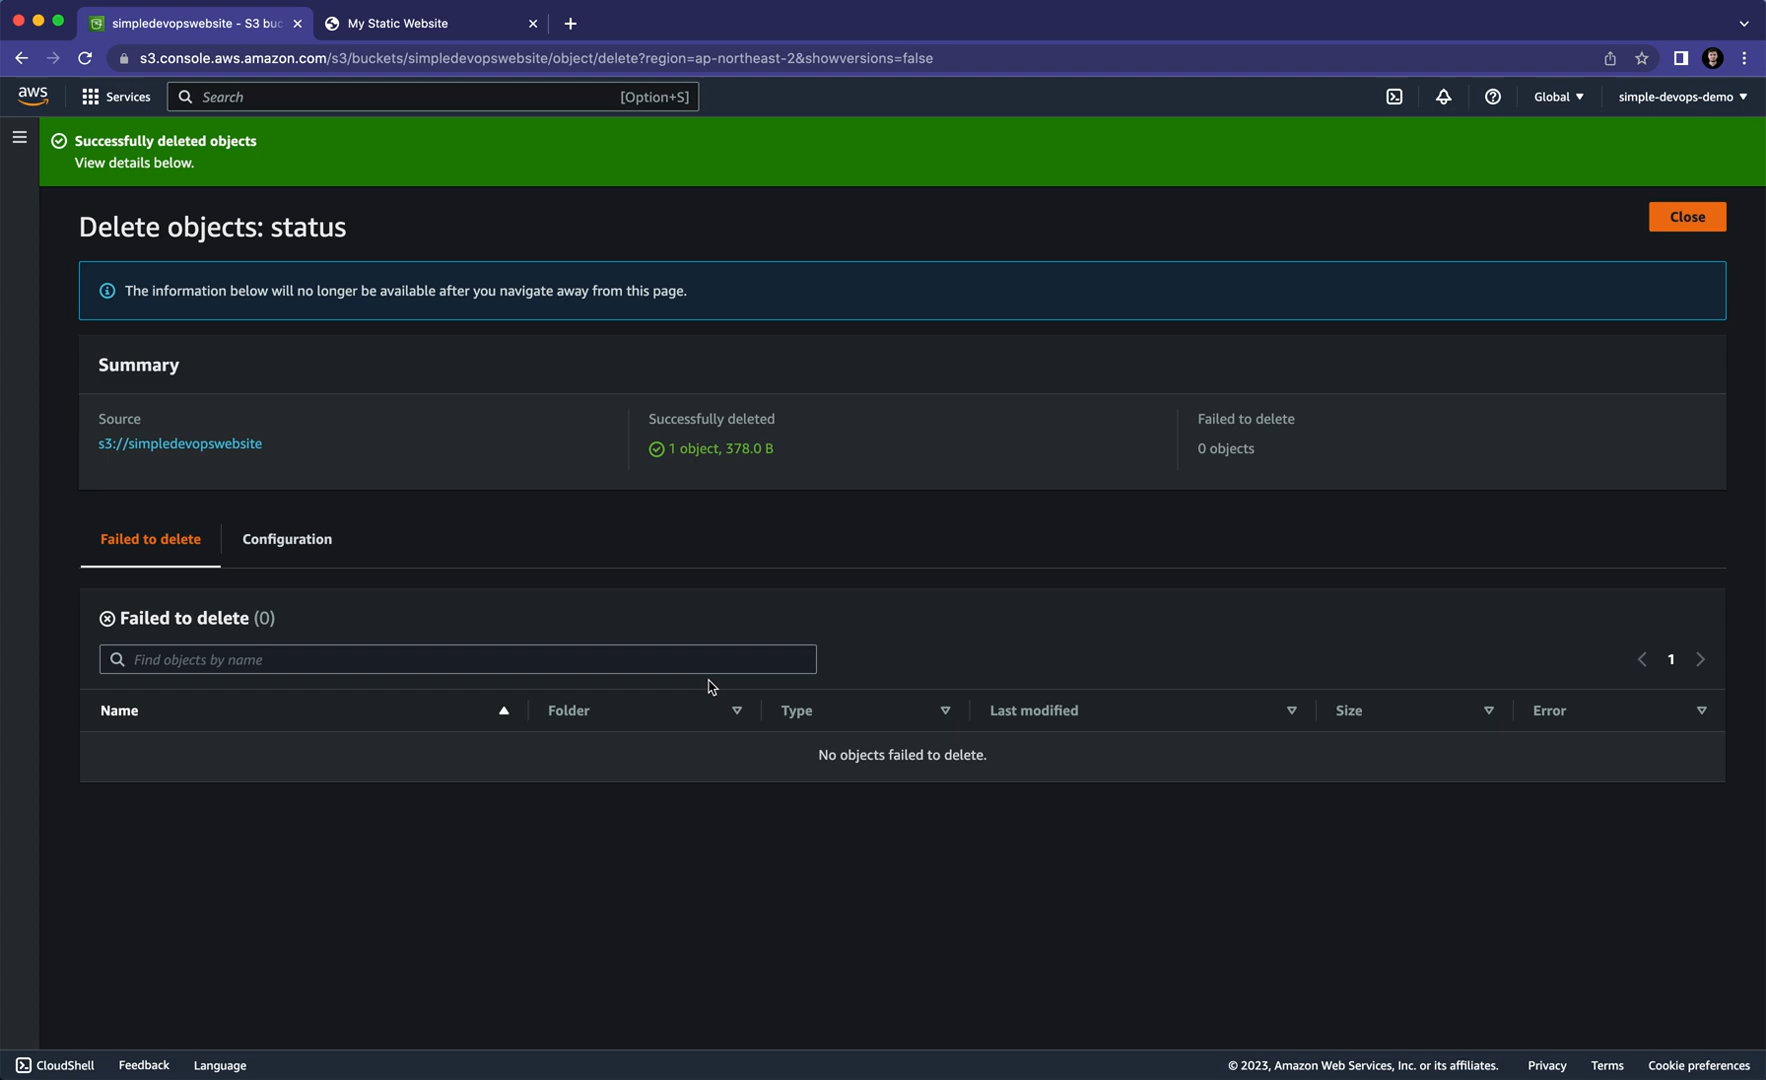 simpledevopswebsite - S3 buc
My Static Website
s3.console.aws.amazon.com/s3/buckets/simpledevopswebsite/object/delete?region=ap-northeast-2&showversions=false
aws
Services
Search
[Option+S]
Global
simple-devops-demo
Successfully deleted objects
View details below.
Delete objects: status
Close
The information below will no longer be available after you navigate away from this page.
Summary
Source
Successfully deleted
Failed to delete
s3://simpledevopswebsite
1 object, 378.0 B
0 objects
Failed to delete
Configuration
Failed to delete (0)
Find objects by name
1
Name
Folder
Type
Last modified
Size
Error
No objects failed to delete.
CloudShell
Feedback
Language
© 2023, Amazon Web Services, Inc. or its affiliates.
Privacy
Terms
Cookie preferences